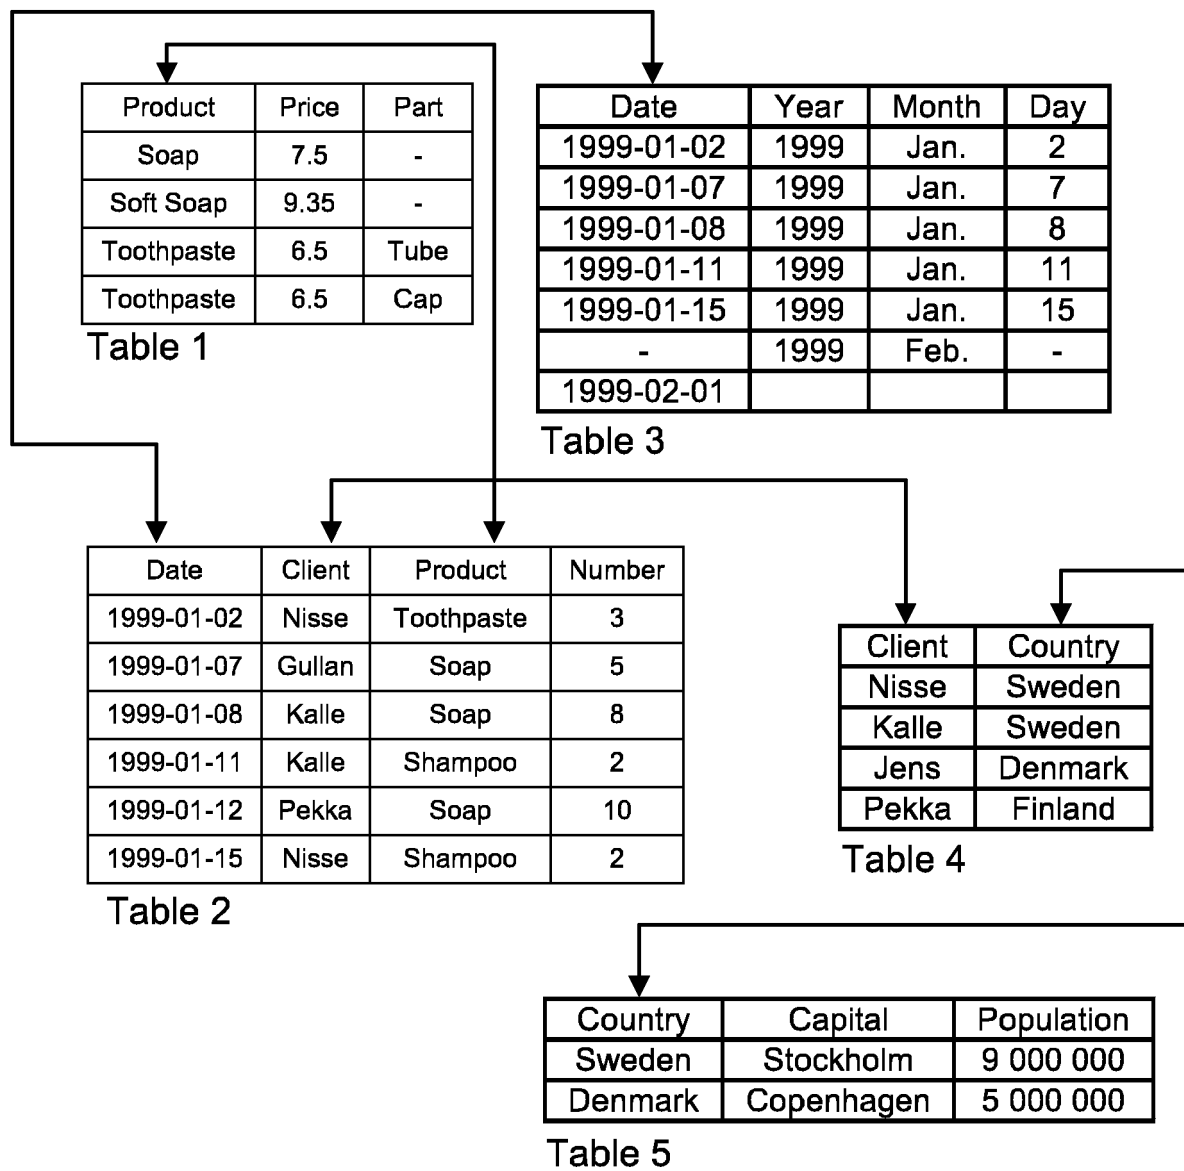 Product Price Part
Soap 7.5 -
Soft Soap 9.35 -
Toothpaste 6.5 Tube
Toothpaste 6.5 Cap
Table 1
Date Year Month Day
1999-01-02 1999 Jan. 2
1999-01-07 1999 Jan. 7
1999-01-08 1999 Jan. 8
1999-01-11 1999 Jan. 11
1999-01-15 1999 Jan. 15
- 1999 Feb. -
1999-02-01
Table 3
Date Client Product Number
1999-01-02 Nisse Toothpaste 3
1999-01-07 Gullan Soap 5
1999-01-08 Kalle Soap 8
1999-01-11 Kalle Shampoo 2
1999-01-12 Pekka Soap 10
1999-01-15 Nisse Shampoo 2
Table 2
Client Country
Nisse Sweden
Kalle Sweden
Jens Denmark
Pekka Finland
Table 4
Country Capital Population
Sweden Stockholm 9 000 000
Denmark Copenhagen 5 000 000
Table 5